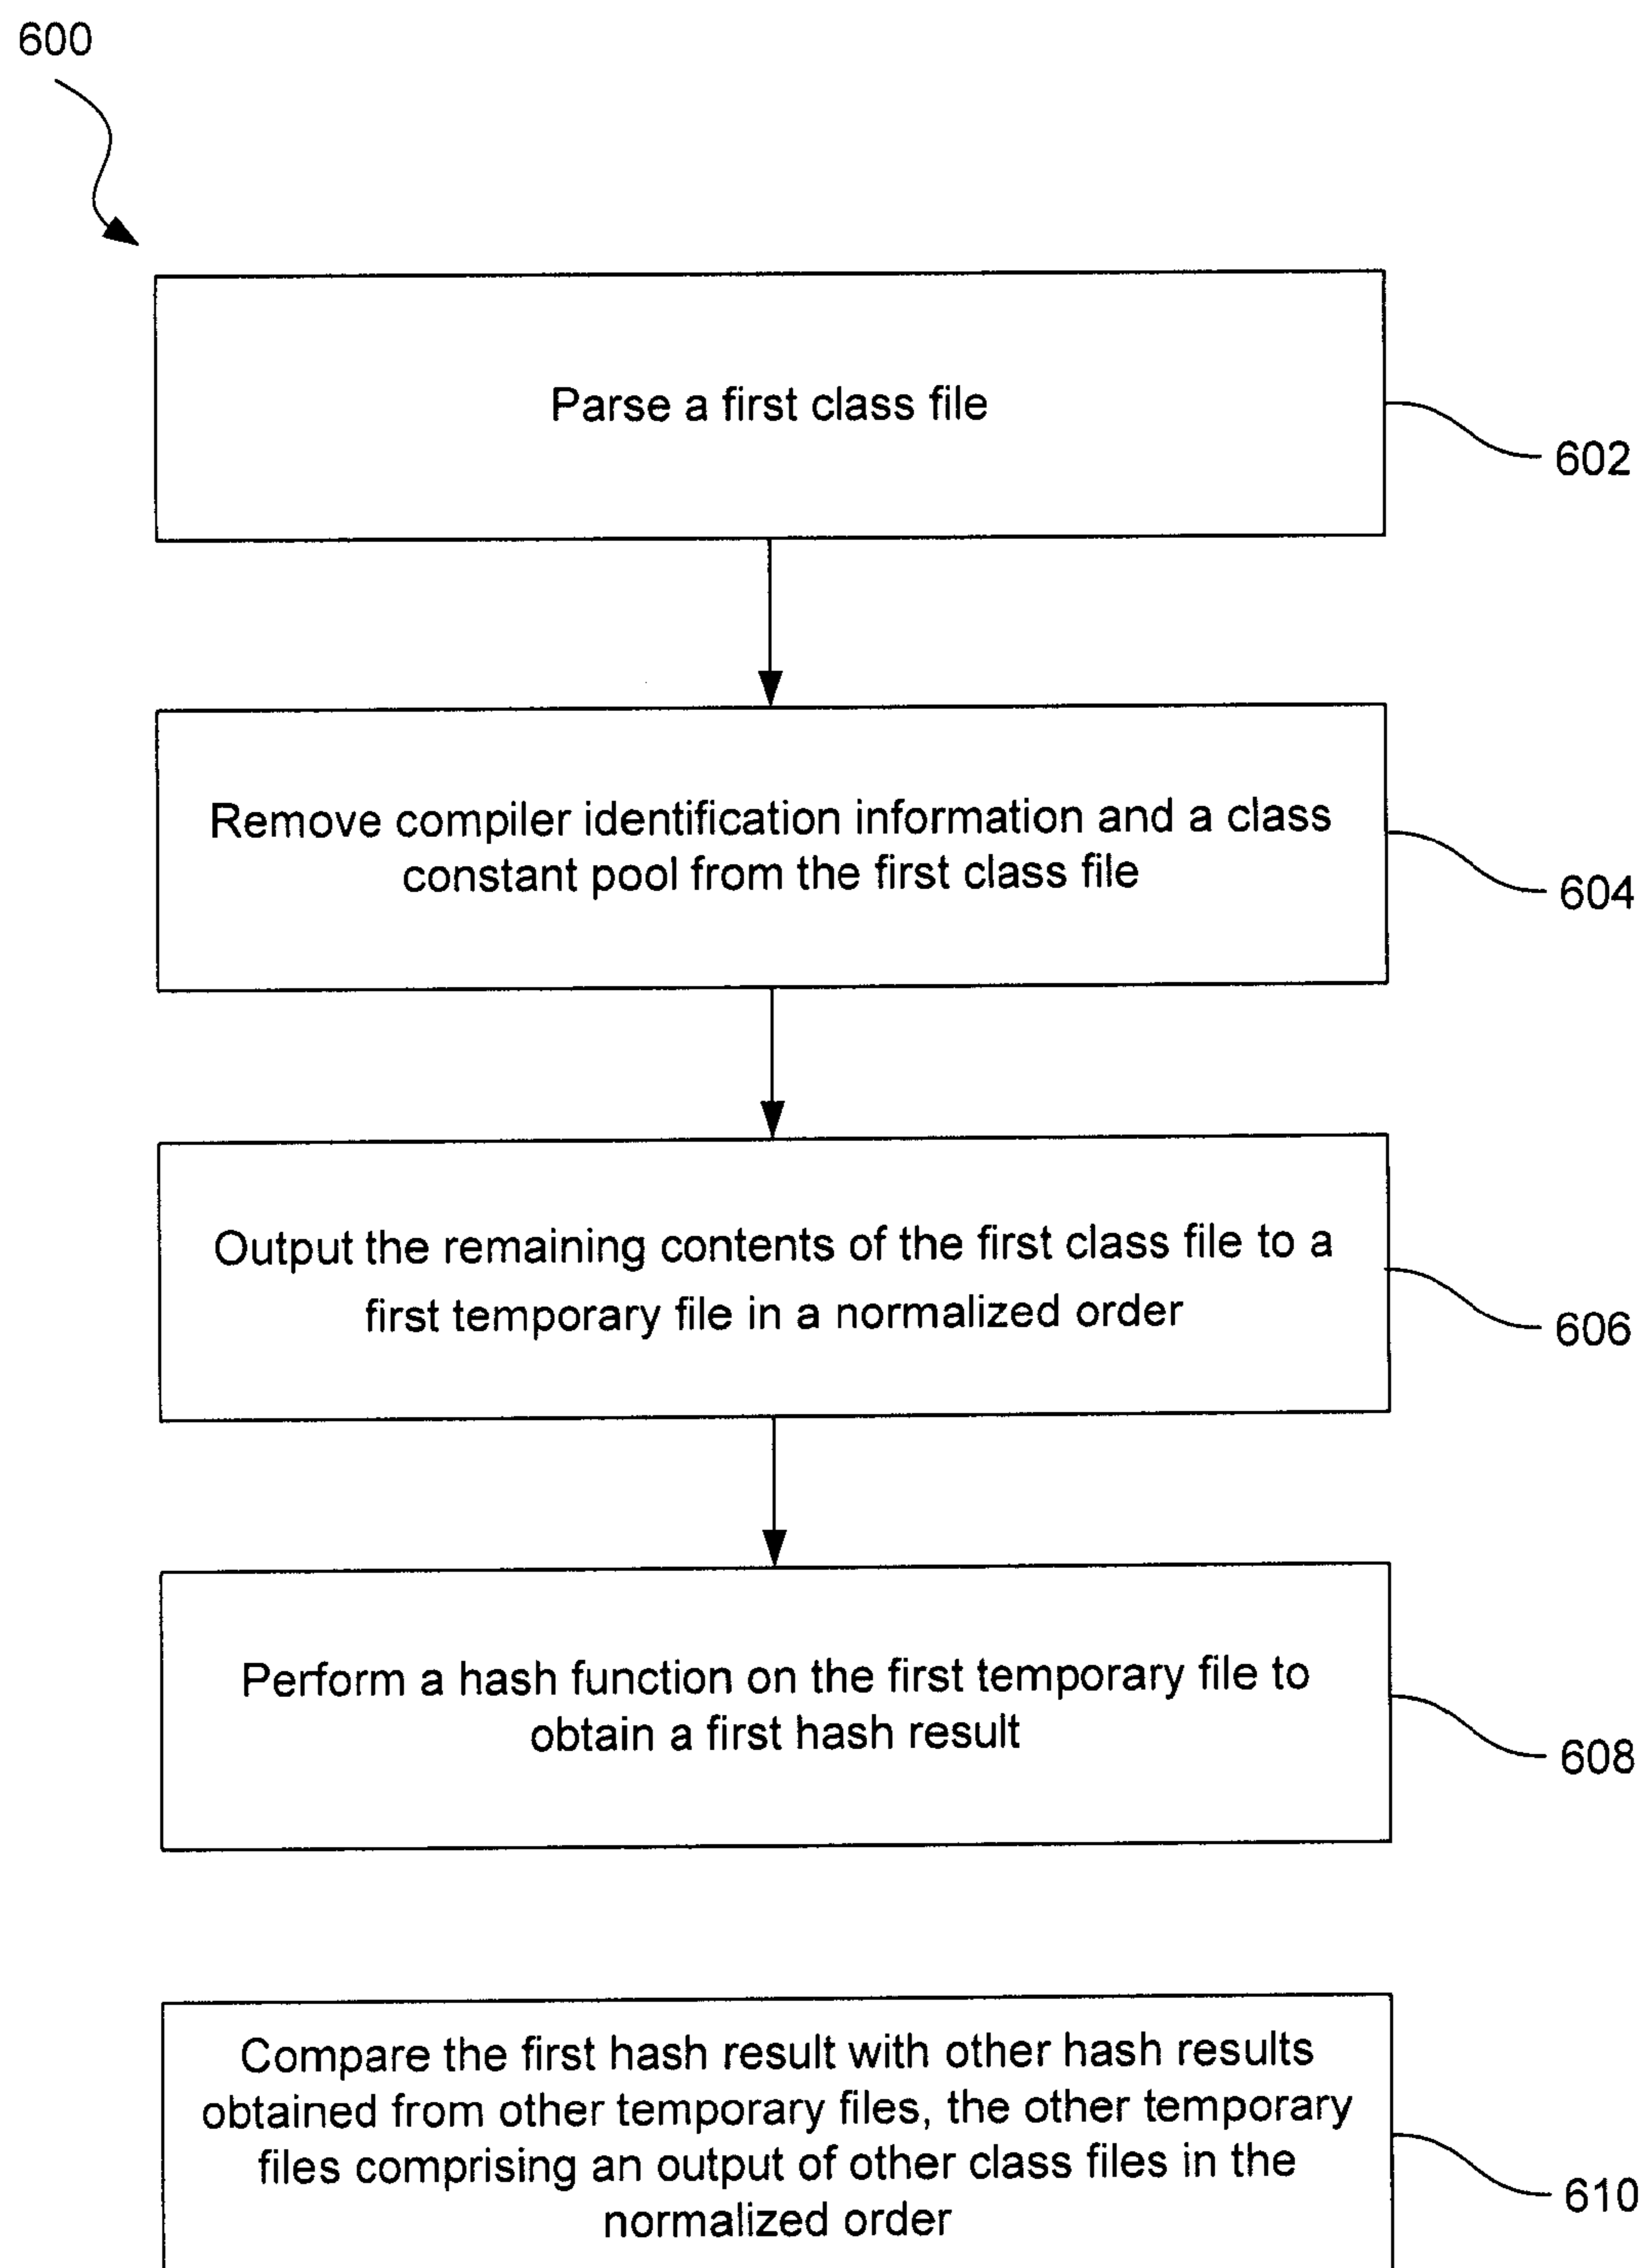 600
Parse a first class file
602
Remove compiler identification information and a class
constant pool from the first class file
604
Output the remaining contents of the first class file to a
first temporary file in a normalized order
606
Perform a hash function on the first temporary file to
obtain a first hash result
608
Compare the first hash result with other hash results
obtained from other temporary files, the other temporary
files comprising an output of other class files in the
normalized order
610